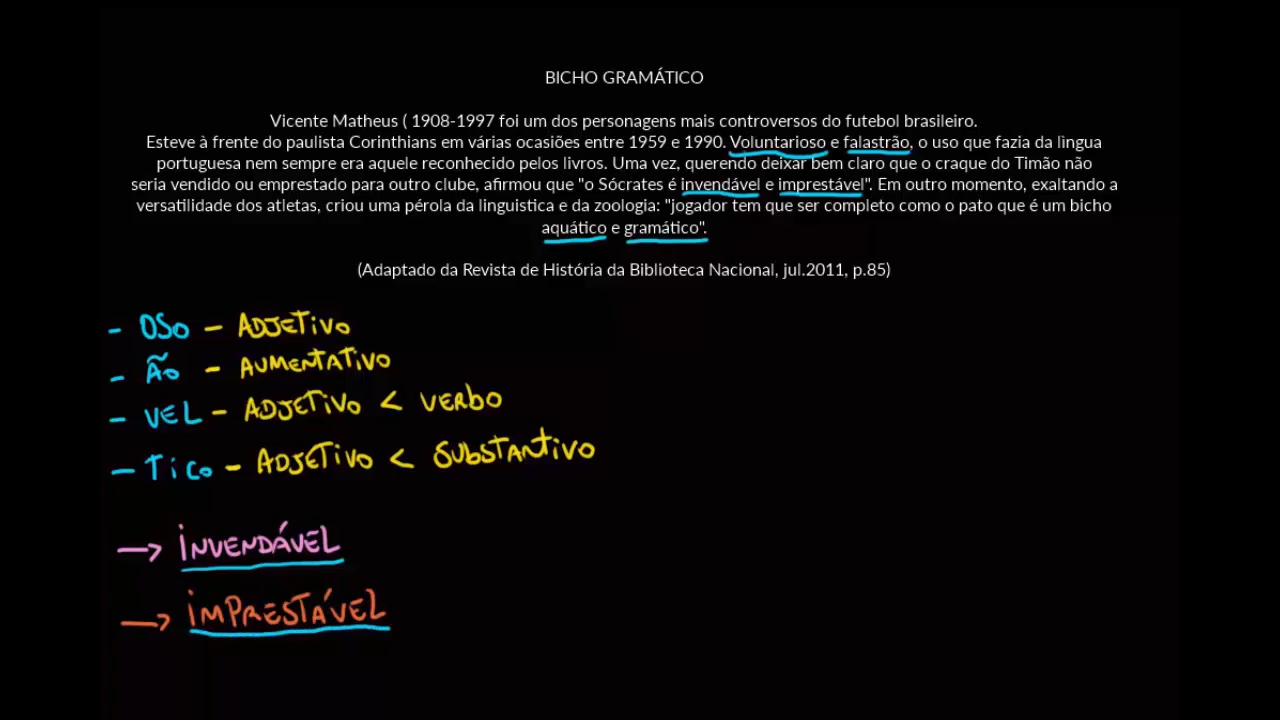 BICHO GRAMÁTICO
Vicente Matheus ( 1908-1997 foi um dos personagens mais controversos do futebol brasileiro.
Esteve à frente do paulista Corinthians em várias ocasiões entre 1959 e 1990. Voluntarioso e falastrão, o uso que fazia da lìngua
portuguesa nem sempre era aquele reconhecido pelos livros. Uma vez, querendo deixar bem claro que o craque do Timão não
seria vendido ou emprestado para outro clube, afirmou que "o Sócrates é invendável e imprestável". Em outro momento, exaltando a
versatilidade dos atletas, criou uma pérola da linguistica e da zoologia: "jogador tem que ser completo como o pato que é um bicho
aquático e gramático".
(Adaptado da Revista de História da Biblioteca Nacional, jul.2011, p.85)
- OSO - ADJETIVO
- ÃO - AUMENTATIVO
- VEL - ADJETIVO < VERBO
- TICO - ADJETIVO < SUBSTANTIVO
→ INVENDÁVEL
→ IMPRESTÁVEL